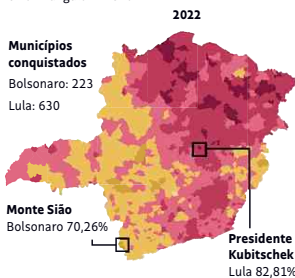 2022
Municípios
conquistados
Bolsonaro: 223
Lula: 630
Monte Sião
Bolsonaro 70,26%
Presidente
Kubitschek
Lula 82,81%